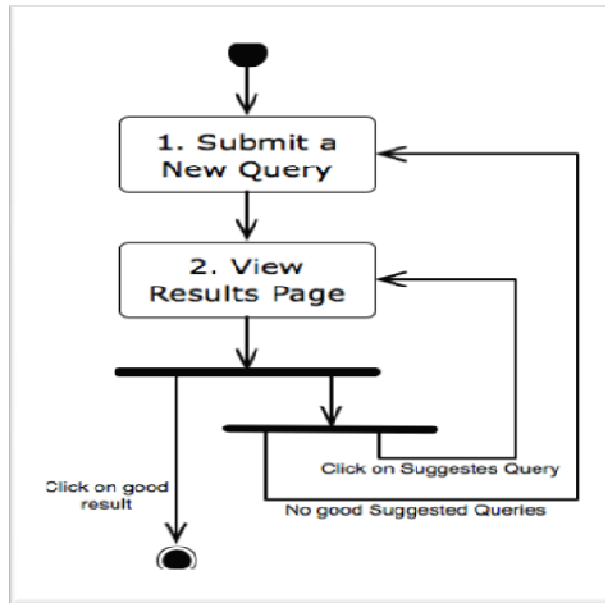 1. Submit a
New Query
2. View
Results Page
Click on Suggestes Query
Click on good
result
No good Suggested Queries